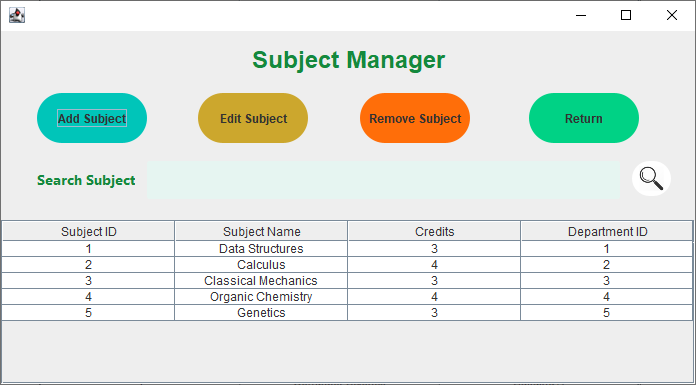 Subject Manager
Add Subject Edit Subject Remove Subject Return
Search Subject
Subject ID Subject Name Credits Department ID
1 Data Structures 3 1
2 Calculus 4 2
3 Classical Mechanics 3 3
4 Organic Chemistry 4 4
5 Genetics 3 5